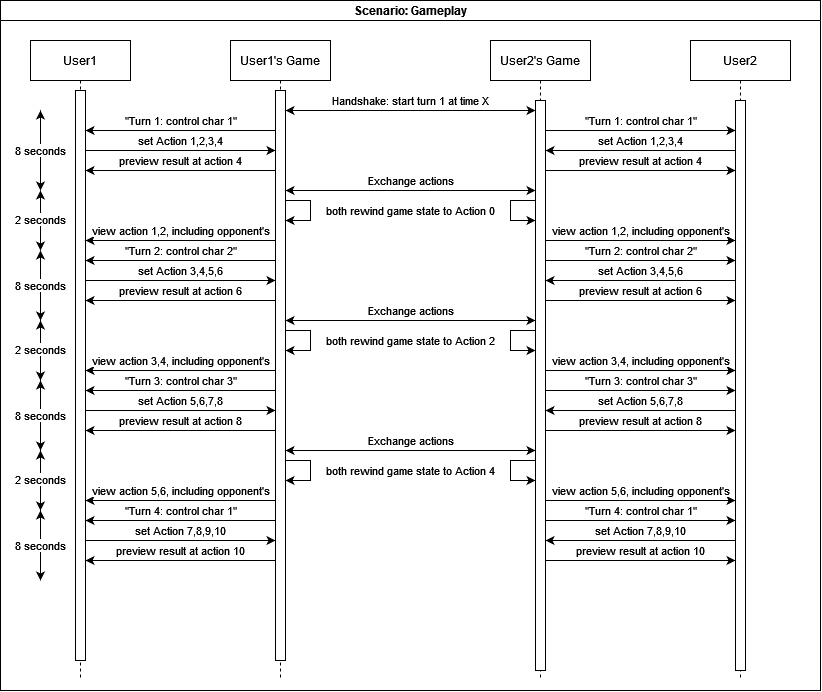 Scenario: Gameplay
User1
User1's Game
User2's Game
User2
Handshake: start turn 1 at time X
"Turn 1: control char 1"
"Turn 1: control char 1"
set Action 1,2,3,4
set Action 1,2,3,4
8 seconds
preview result at action 4
preview result at action 4
Exchange actions
both rewind game state to Action 0
2 seconds
view action 1,2, including opponent's
view action 1,2, including opponent's
"Turn 2: control char 2"
"Turn 2: control char 2"
set Action 3,4,5,6
set Action 3,4,5,6
8 seconds
preview result at action 6
preview result at action 6
Exchange actions
both rewind game state to Action 2
2 seconds
view action 3,4, including opponent's
view action 3,4, including opponent's
"Turn 3: control char 3"
"Turn 3: control char 3"
set Action 5,6,7,8
set Action 5,6,7,8
8 seconds
preview result at action 8
preview result at action 8
Exchange actions
both rewind game state to Action 4
2 seconds
view action 5,6, including opponent's
view action 5,6, including opponent's
"Turn 4: control char 1"
"Turn 4: control char 1"
set Action 7,8,9,10
set Action 7,8,9,10
8 seconds
preview result at action 10
preview result at action 10